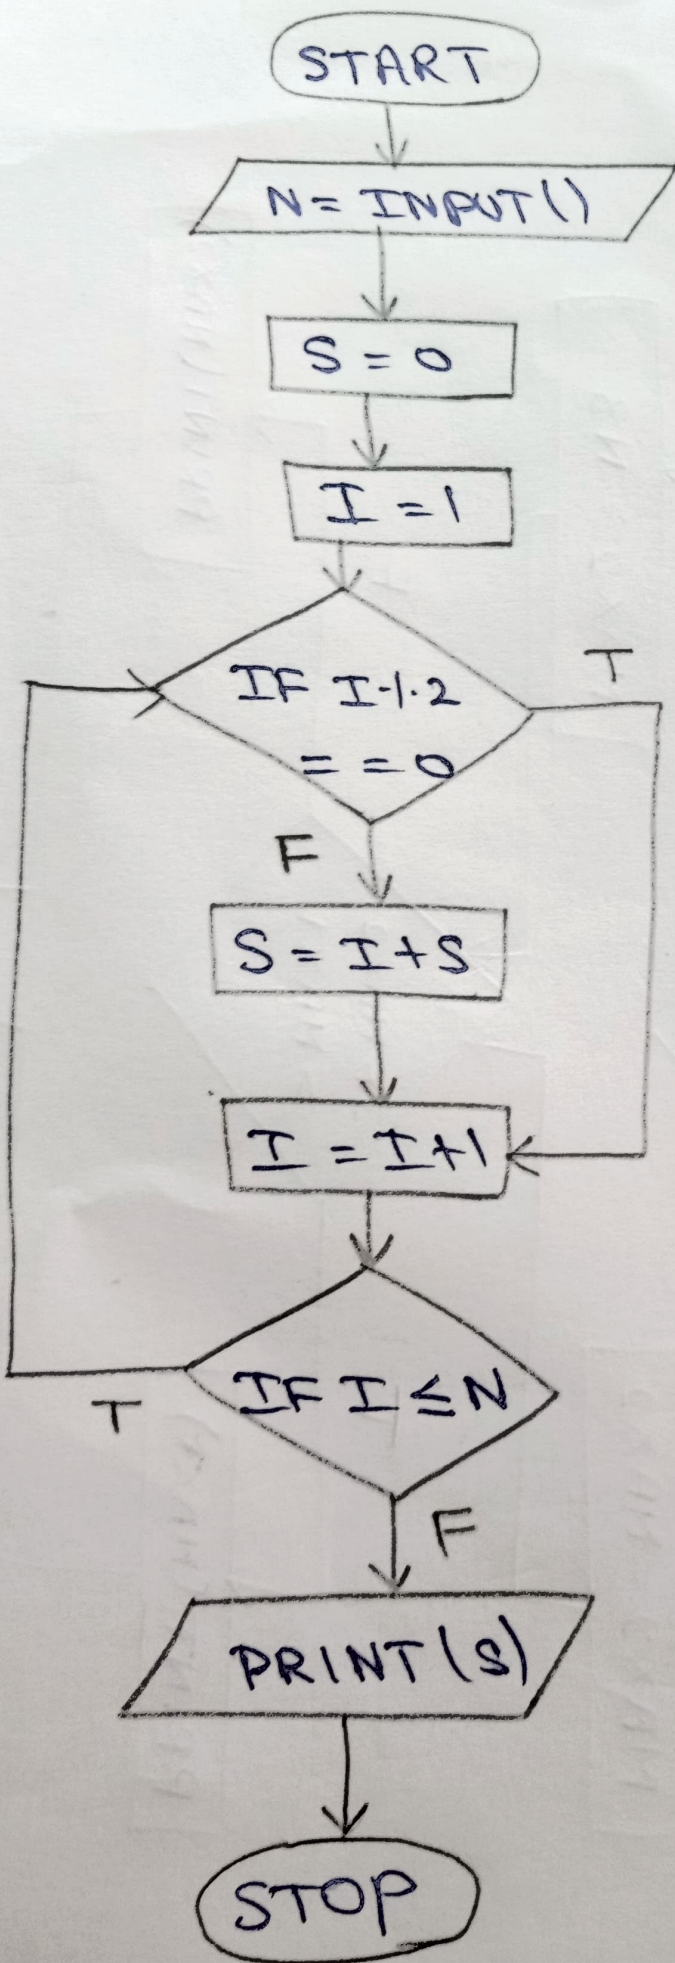 START
N = INPUT()
S = 0
I = 1
IF I % 2
= = 0
T
F
S = I + S
I = I + 1
IF I ≤ N
T
F
PRINT (S)
STOP